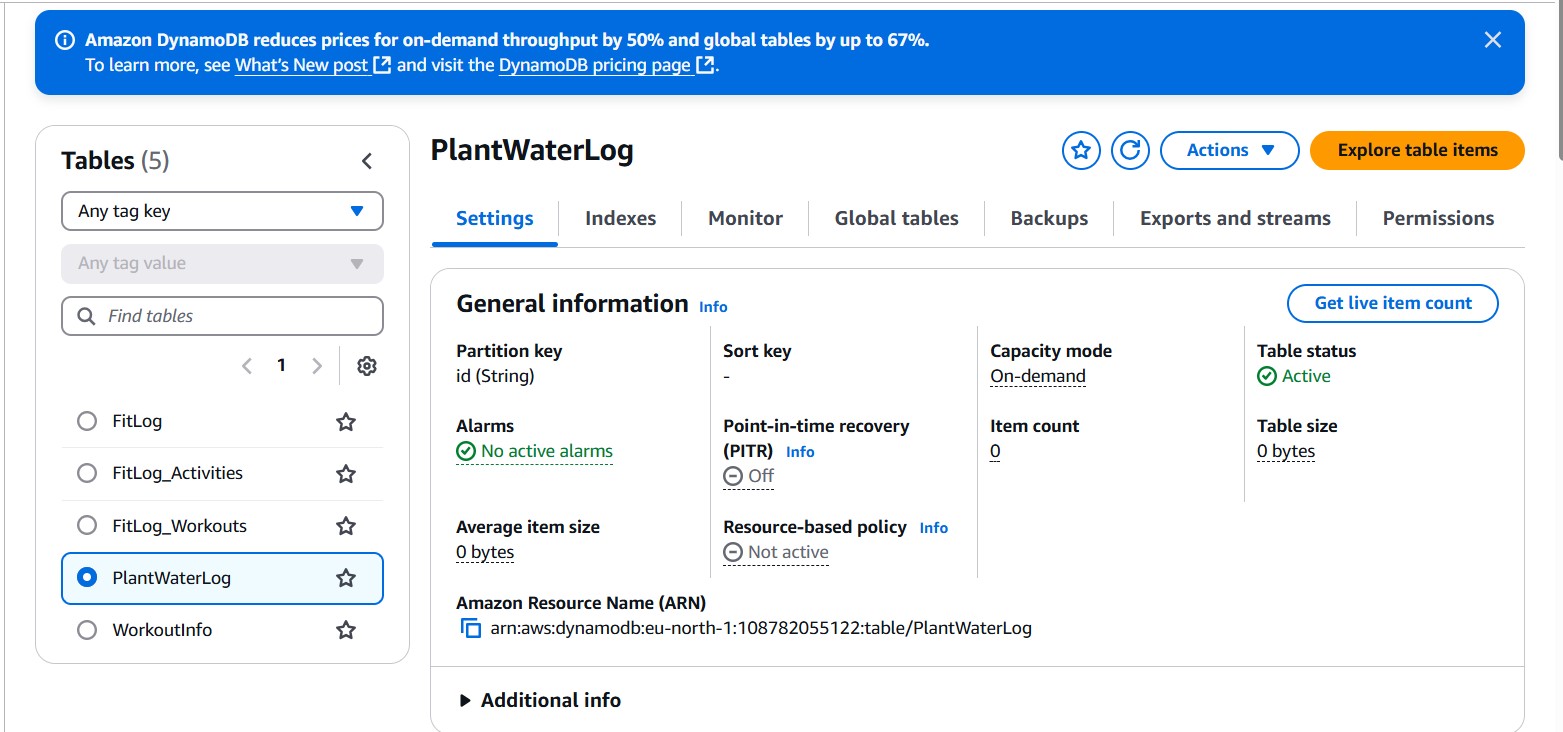 Amazon DynamoDB reduces prices for on-demand throughput by 50% and global tables by up to 67%.
To learn more, see What's New post and visit the DynamoDB pricing page.
Tables (5)
Any tag key
Any tag value
Find tables
1
FitLog
FitLog_Activities
FitLog_Workouts
PlantWaterLog
WorkoutInfo
PlantWaterLog
Actions
Explore table items
Settings
Indexes
Monitor
Global tables
Backups
Exports and streams
Permissions
General information Info
Get live item count
Partition key
id (String)
Sort key
-
Capacity mode
On-demand
Table status
Active
Alarms
No active alarms
Point-in-time recovery
(PITR) Info
Off
Item count
0
Table size
0 bytes
Average item size
0 bytes
Resource-based policy Info
Not active
Amazon Resource Name (ARN)
arn:aws:dynamodb:eu-north-1:108782055122:table/PlantWaterLog
Additional info